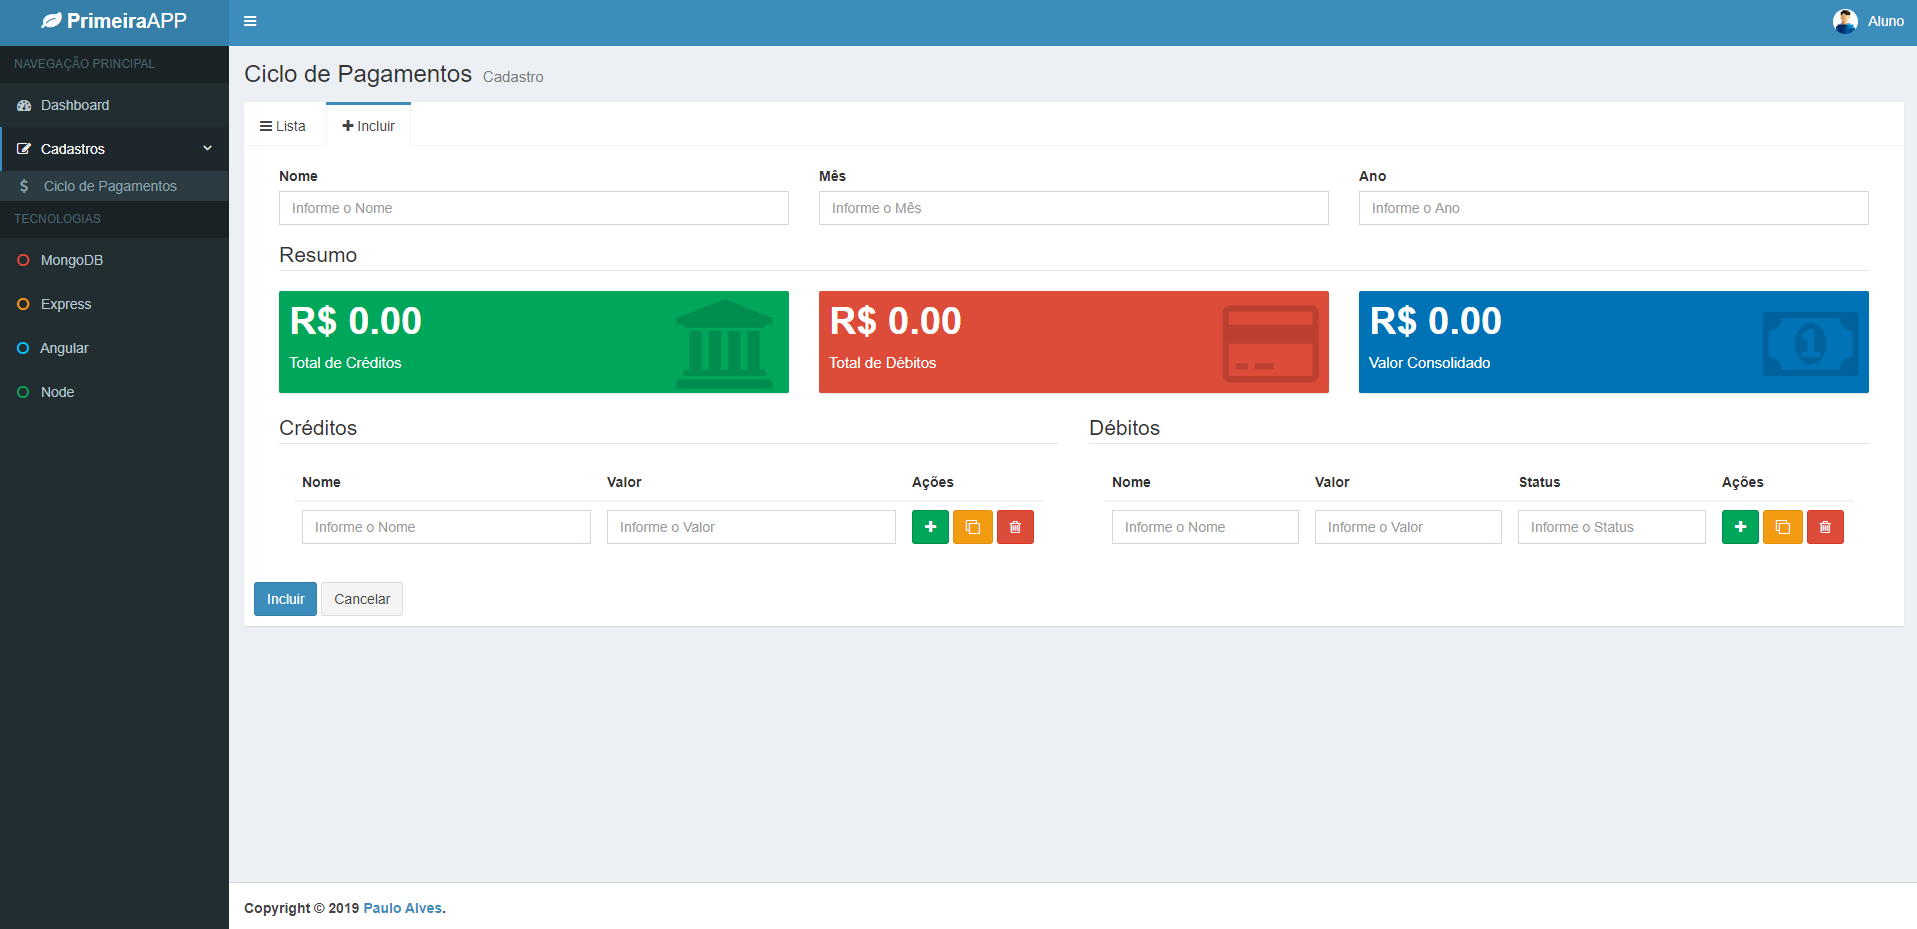 PrimeiraAPP
Aluno
NAVEGAÇÃO PRINCIPAL
Dashboard
Cadastros
Ciclo de Pagamentos
TECNOLOGIAS
MongoDB
Express
Angular
Node
Ciclo de Pagamentos Cadastro
Lista Incluir
Nome Mês Ano
Informe o Nome Informe o Mês Informe o Ano
Resumo
R$ 0.00 R$ 0.00 R$ 0.00
Total de Créditos Total de Débitos Valor Consolidado
Créditos Débitos
Nome Valor Ações Nome Valor Status Ações
Informe o Nome Informe o Valor Informe o Nome Informe o Valor Informe o Status
Incluir Cancelar
Copyright © 2019 Paulo Alves.